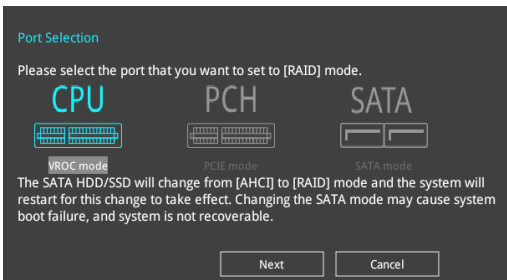 Port Selection
Please select the port that you want to set to [RAID] mode.
CPU PCH SATA
VROC mode PCIE mode SATA mode
The SATA HDD/SSD will change from [AHCI] to [RAID] mode and the system will
restart for this change to take effect. Changing the SATA mode may cause system
boot failure, and system is not recoverable.
Next Cancel